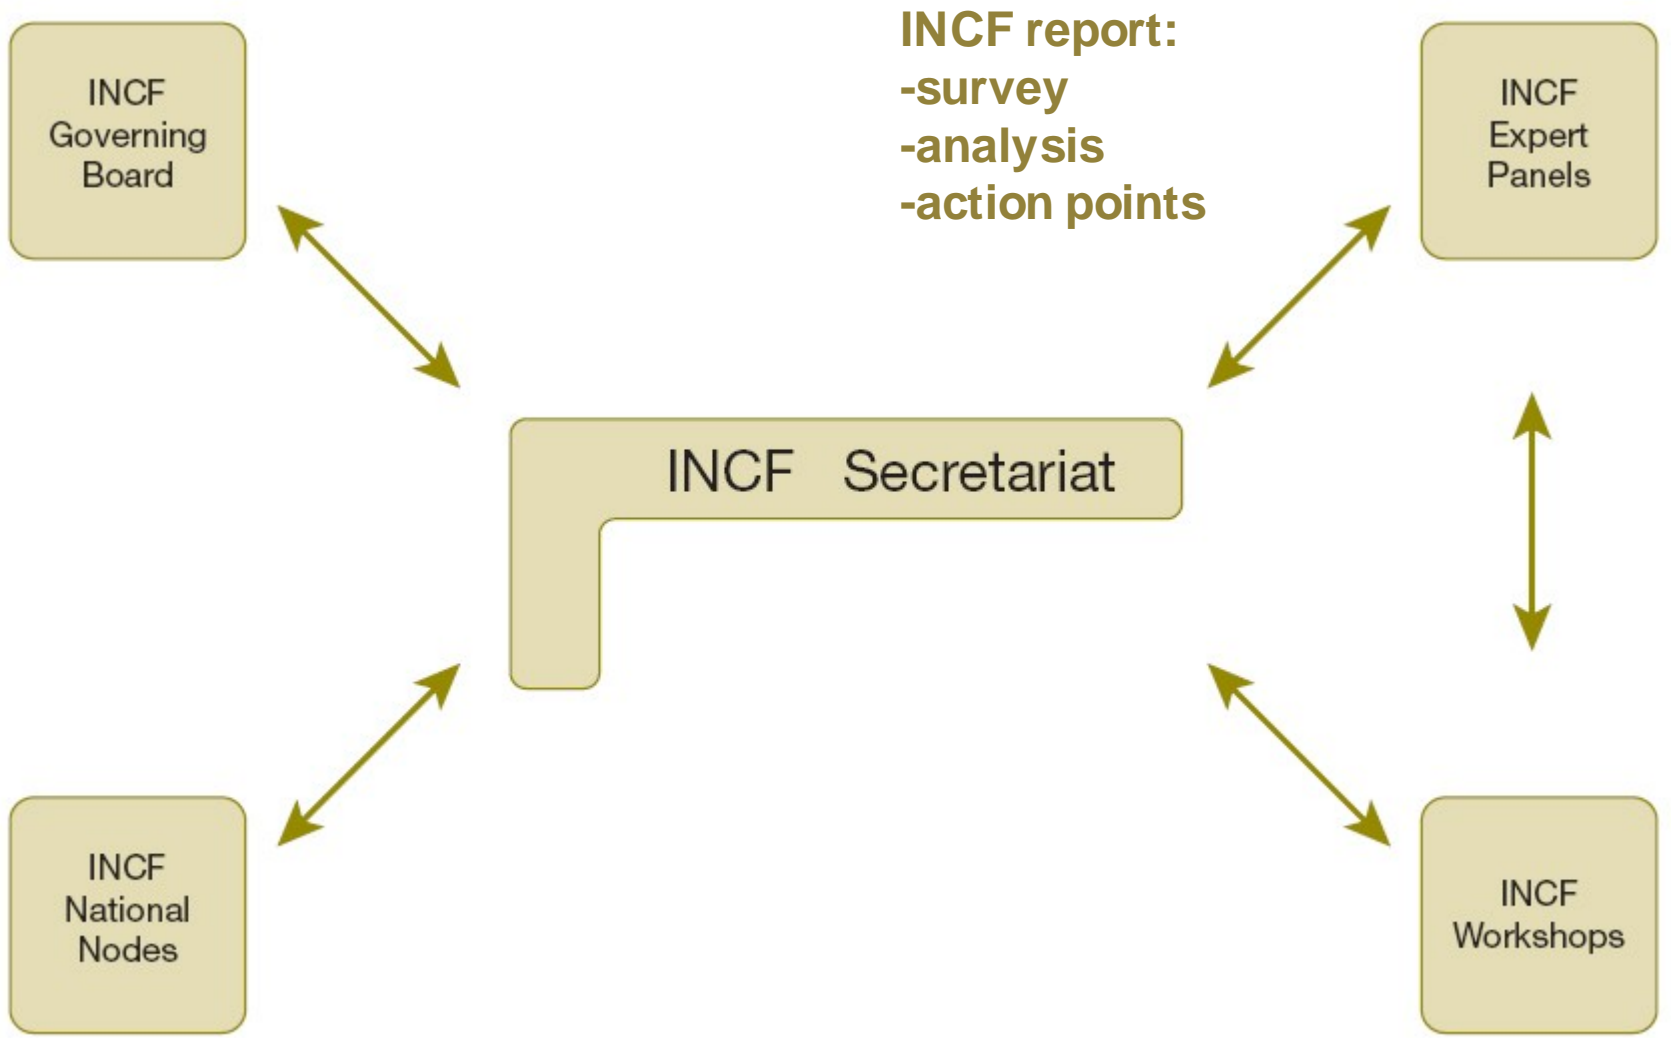 INCF
Governing
Board
INCF report:
-survey
-analysis
-action points
INCF
Expert
Panels
INCF Secretariat
INCF
National
Nodes
INCF
Workshops